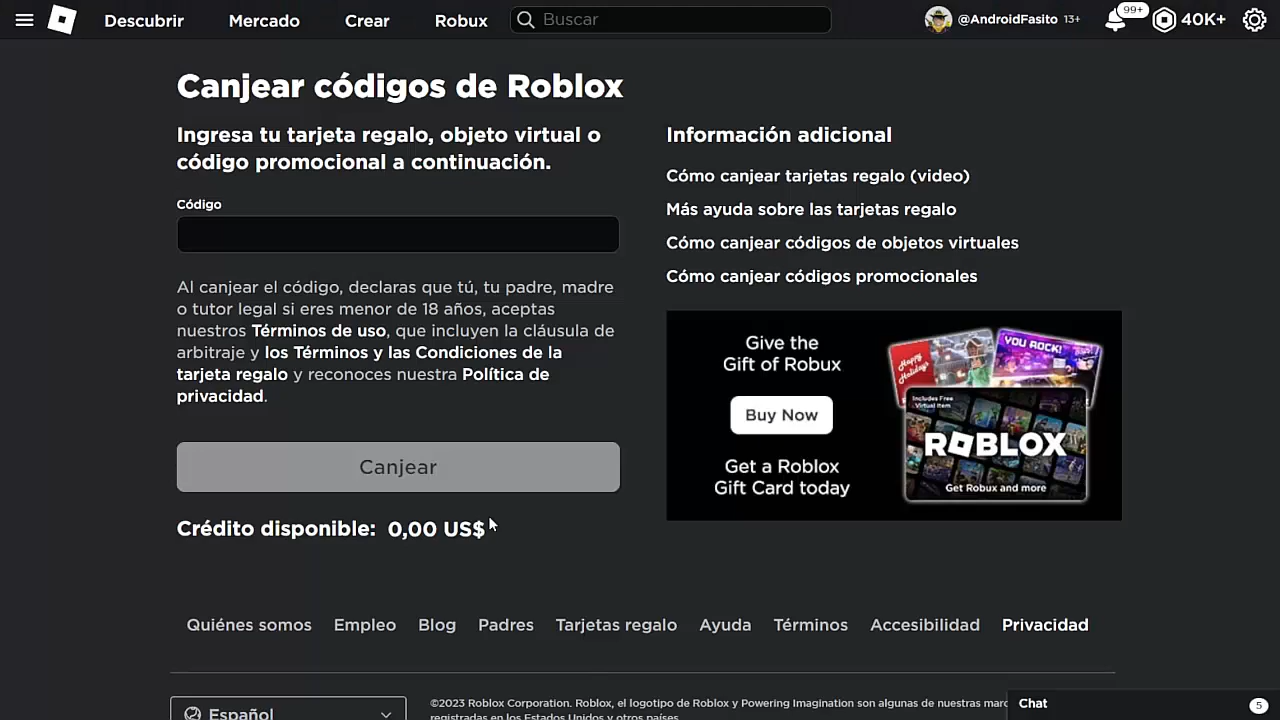 Descubrir Mercado Crear Robux Buscar @AndroidFasito 13+ 99+ 40K+
Canjear códigos de Roblox
Ingresa tu tarjeta regalo, objeto virtual o
código promocional a continuación.
Código
Al canjear el código, declaras que tú, tu padre, madre
o tutor legal si eres menor de 18 años, aceptas
nuestros Términos de uso, que incluyen la cláusula de
arbitraje y los Términos y las Condiciones de la
tarjeta regalo y reconoces nuestra Política de
privacidad.
Canjear
Crédito disponible: 0,00 US$
Información adicional
Cómo canjear tarjetas regalo (video)
Más ayuda sobre las tarjetas regalo
Cómo canjear códigos de objetos virtuales
Cómo canjear códigos promocionales
Give the
Gift of Robux
Buy Now
Get a Roblox
Gift Card today
Happy
Holidays
YOU ROCK!
Includes Free
Virtual Item
ROBLOX
Get Robux and more
Quiénes somos Empleo Blog Padres Tarjetas regalo Ayuda Términos Accesibilidad Privacidad
Español
©2023 Roblox Corporation. Roblox, el logotipo de Roblox y Powering Imagination son algunas de nuestras marc
registradas en los Estados Unidos y otros países.
Chat 5